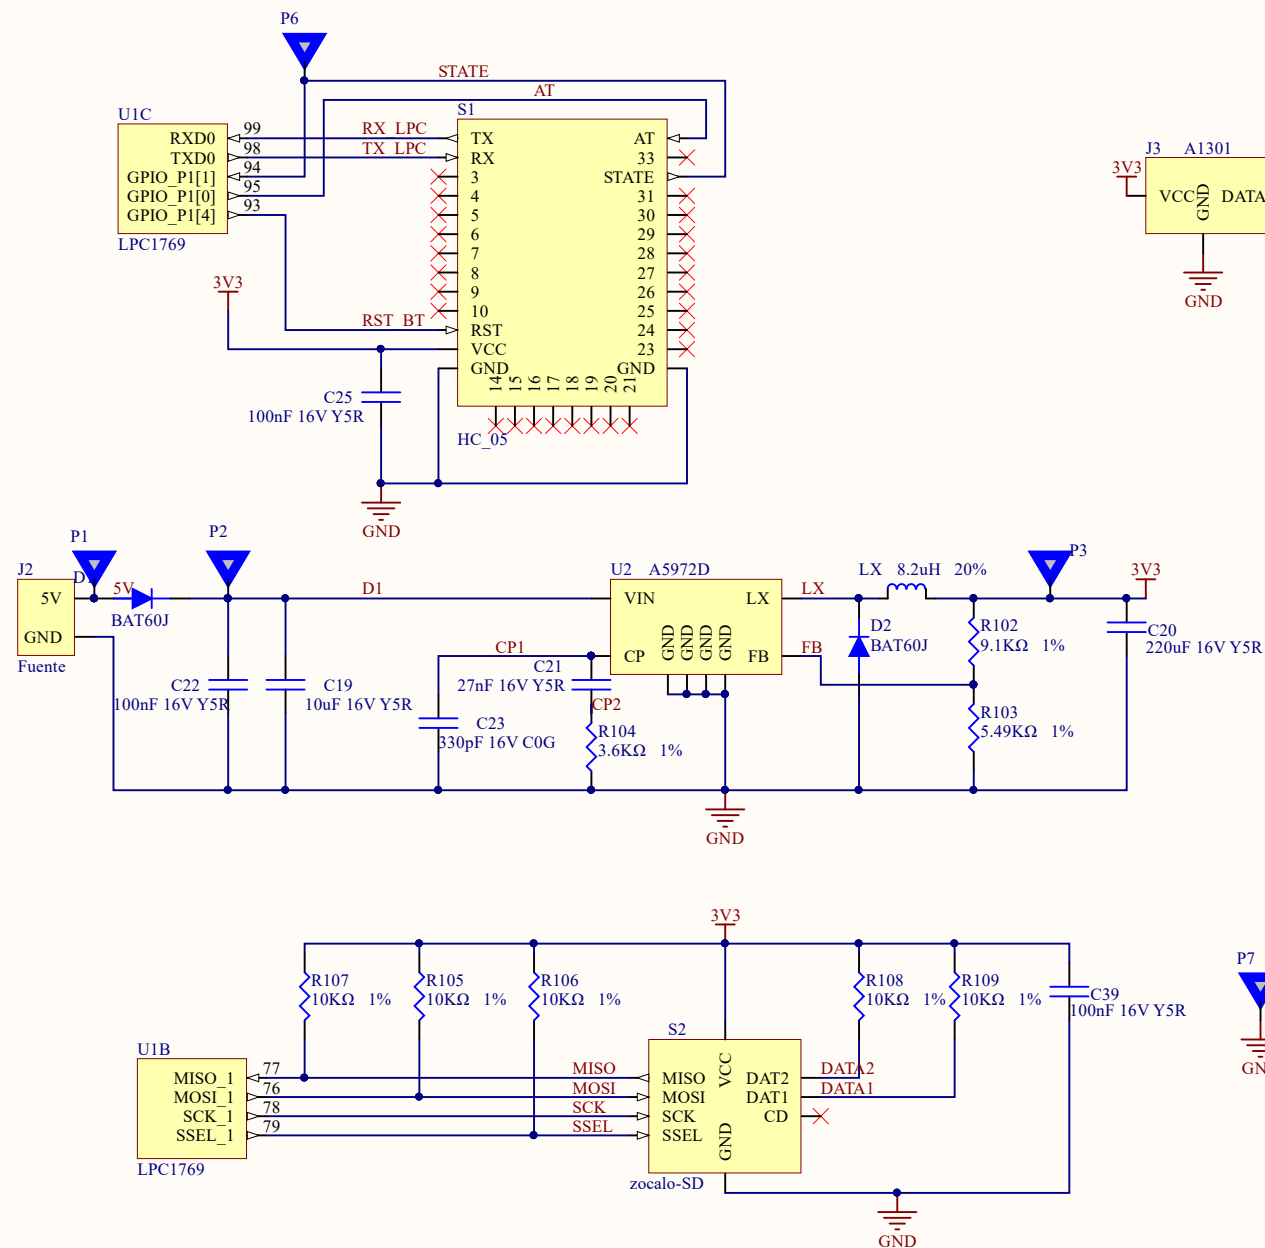 P6
STATE
AT
U1C
S1
RXD0 99 RX_LPC TX AT
TXD0 98 TX_LPC RX 33
GPIO_P1[1] 94 3 STATE
GPIO_P1[0] 95 4 31
GPIO_P1[4] 93 5 30
LPC1769
6 29
7 28
8 27
9 26
10 25
3V3
RST_BT RST 24
VCC 23
GND GND
14 15 16 17 18 19 20 21
C25
100nF 16V Y5R
HC_05
GND
J3 A1301
3V3
VCC GND DATA
GND
P1 P2 P3
J2
5V
GND
Fuente
5V
BAT60J
D1
C22
100nF 16V Y5R
C19
10uF 16V Y5R
CP1
C21
27nF 16V Y5R
CP2
C23
330pF 16V C0G
R104
3.6KΩ 1%
U2 A5972D
VIN LX
GND GND GND GND
CP FB
LX
FB
LX 8.2uH 20%
D2
BAT60J
R102
9.1KΩ 1%
R103
5.49KΩ 1%
3V3
C20
220uF 16V Y5R
GND
3V3
R107
10KΩ 1%
R105
10KΩ 1%
R106
10KΩ 1%
R108
10KΩ 1%
R109
10KΩ 1%
C39
100nF 16V Y5R
P7
U1B
S2
MISO_1 77 MISO MISO VCC DAT2 DATA2
MOSI_1 76 MOSI MOSI DAT1 DATA1
SCK_1 78 SCK SCK CD
SSEL_1 79 SSEL SSEL GND
LPC1769
zocalo-SD
GND